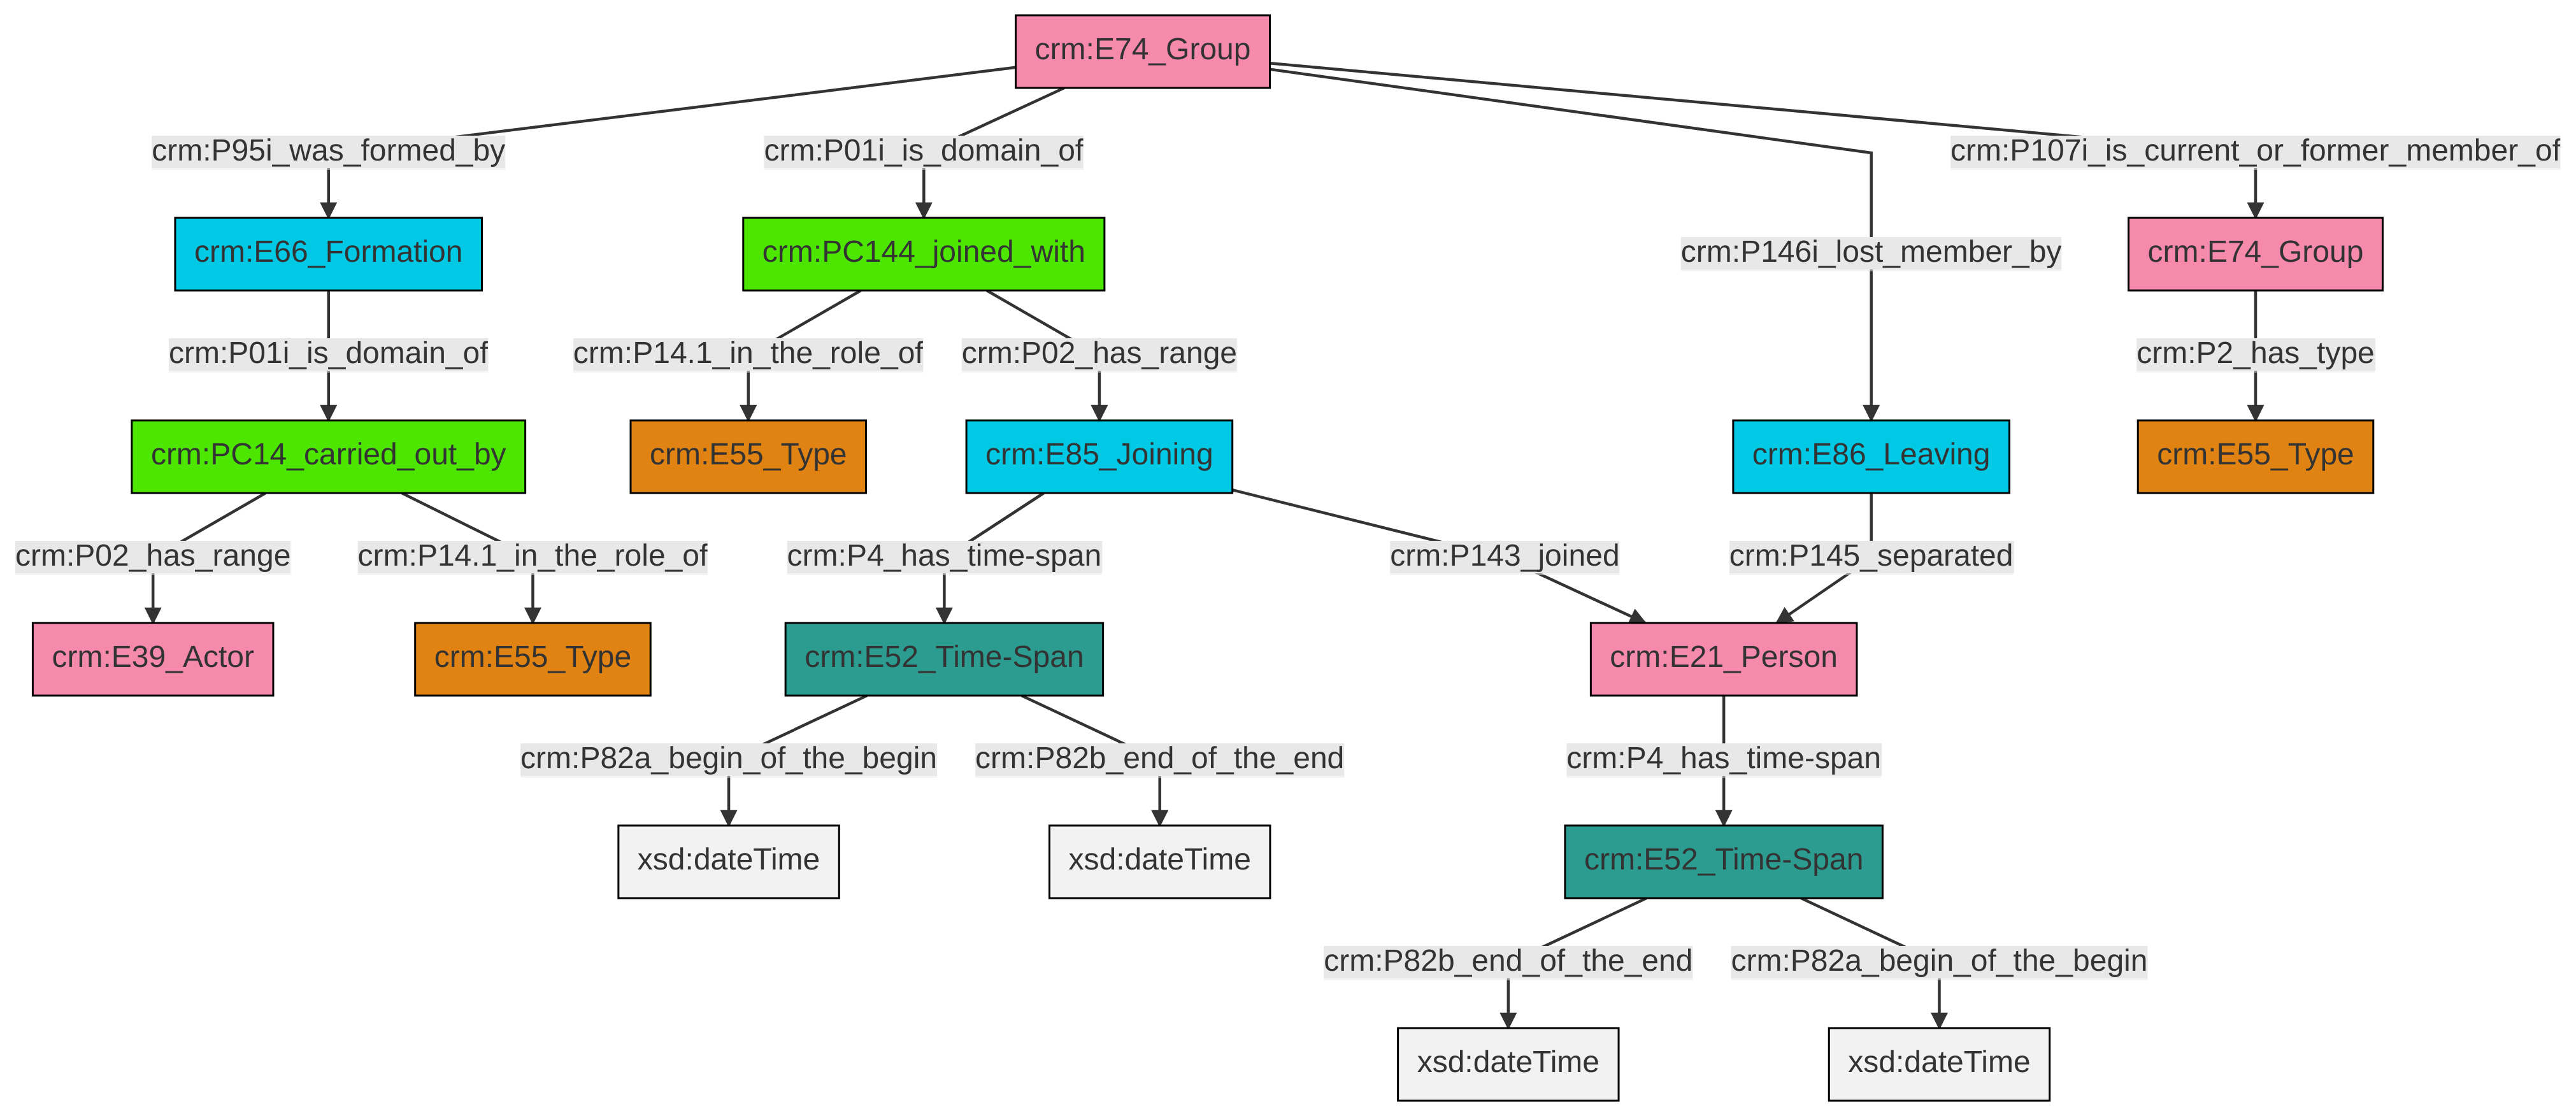 crm:E74_Group
crm:P95i_was_formed_by
crm:P01i_is_domain_of
crm:P107i_is_current_or_former_member_of
crm:E66_Formation
crm:PC144_joined_with
crm:P146i_lost_member_by
crm:E74_Group
crm:P01i_is_domain_of
crm:P14.1_in_the_role_of
crm:P02_has_range
crm:P2_has_type
crm:PC14_carried_out_by
crm:E55_Type
crm:E85_Joining
crm:E86_Leaving
crm:E55_Type
crm:P02_has_range
crm:P14.1_in_the_role_of
crm:P4_has_time-span
crm:P143_joined
crm:P145_separated
crm:E39_Actor
crm:E55_Type
crm:E52_Time-Span
crm:E21_Person
crm:P82a_begin_of_the_begin
crm:P82b_end_of_the_end
crm:P4_has_time-span
xsd:dateTime
xsd:dateTime
crm:E52_Time-Span
crm:P82b_end_of_the_end
crm:P82a_begin_of_the_begin
xsd:dateTime
xsd:dateTime